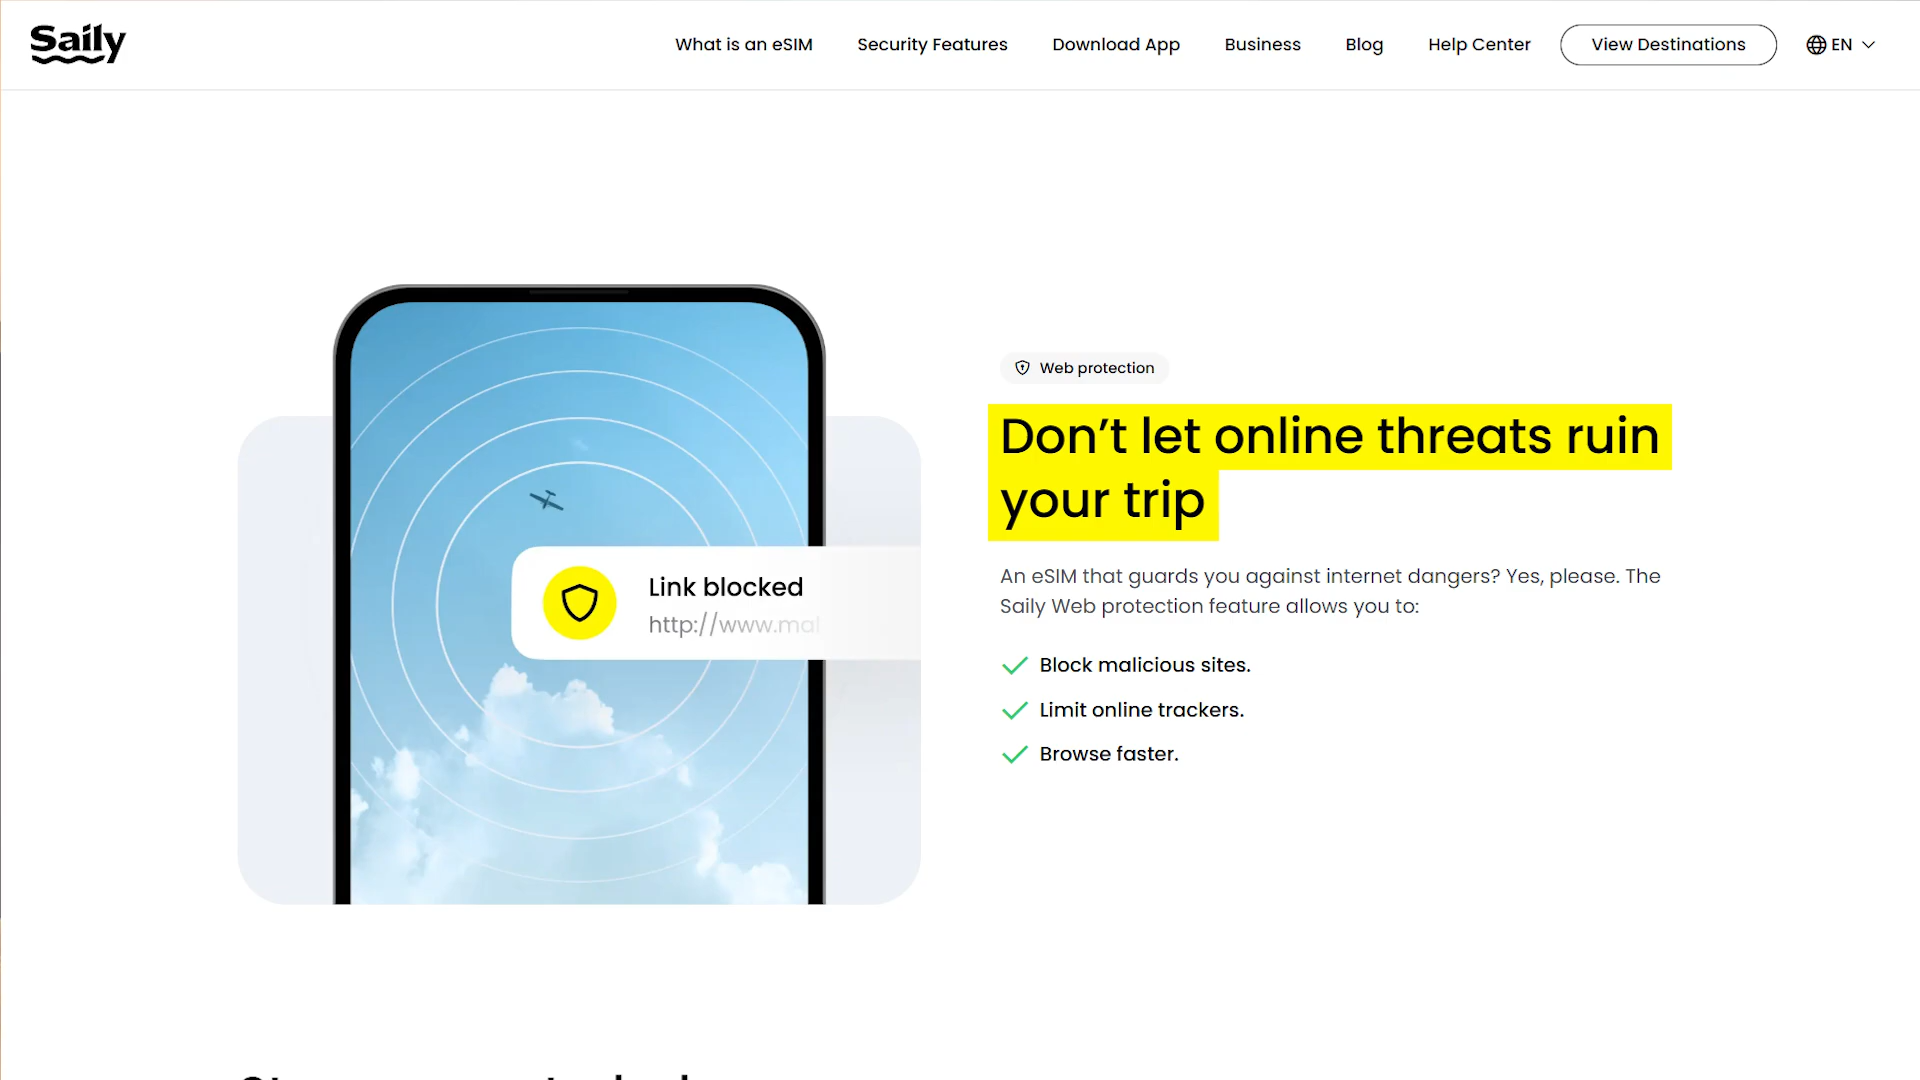 Saily
What is an eSIM
Security Features
Download App
Business
Blog
Help Center
View Destinations
EN
Link blocked
http://www.mal
Web protection
Don’t let online threats ruin
your trip
An eSIM that guards you against internet dangers? Yes, please. The
Saily Web protection feature allows you to:
Block malicious sites.
Limit online trackers.
Browse faster.